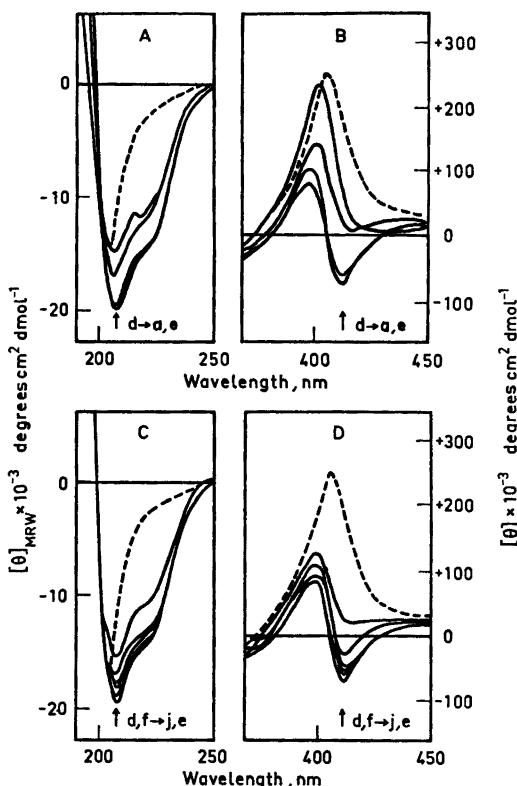 A
B
+300
+200
+100
0
-100
0
-10
-20
d→a,e
d→a,e
200
250
400
450
Wavelength, nm
C
D
+300
+200
+100
0
-100
0
-10
-20
d,f→j,e
d,f→j,e
200
250
400
450
Wavelength, nm
[θ]MRW×10⁻³ degrees cm² dmol⁻¹
[θ]×10⁻³ degrees cm² dmol⁻¹